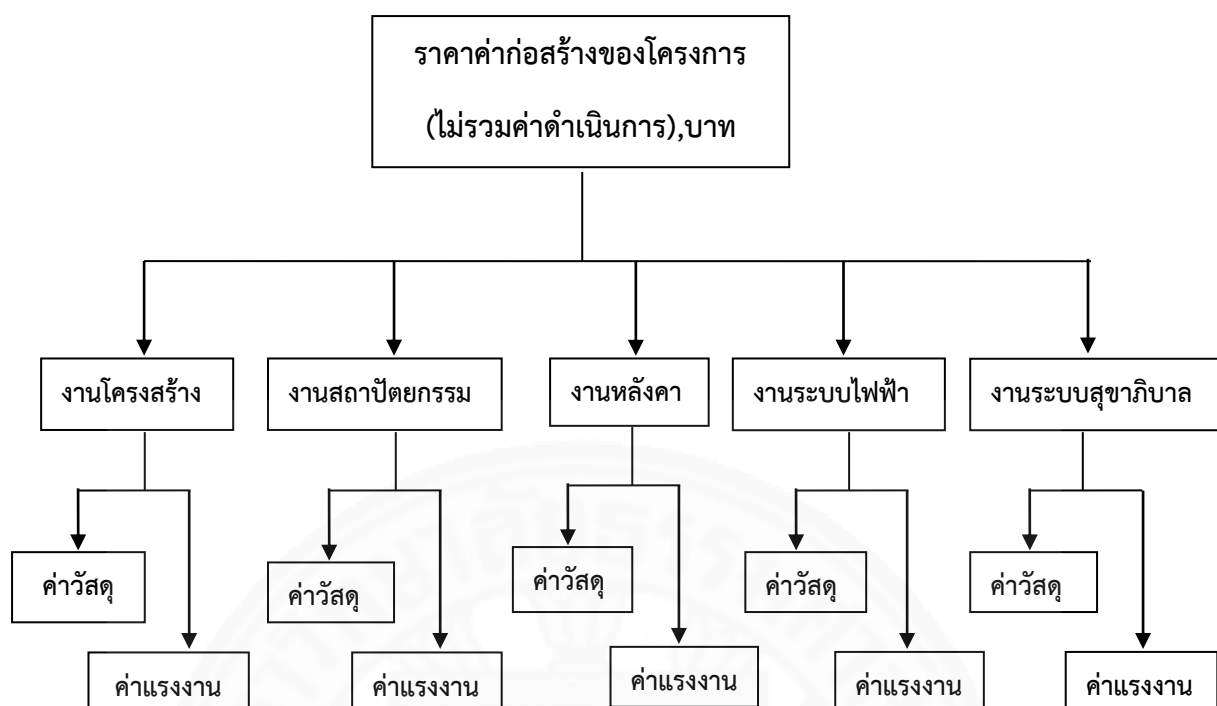 ราคาค่าก่อสร้างของโครงการ
(ไม่รวมค่าดำเนินการ),บาท
งานโครงสร้าง
งานสถาปัตยกรรม
งานหลังคา
งานระบบไฟฟ้า
งานระบบสุขาภิบาล
ค่าวัสดุ
ค่าวัสดุ
ค่าวัสดุ
ค่าวัสดุ
ค่าวัสดุ
ค่าแรงงาน
ค่าแรงงาน
ค่าแรงงาน
ค่าแรงงาน
ค่าแรงงาน